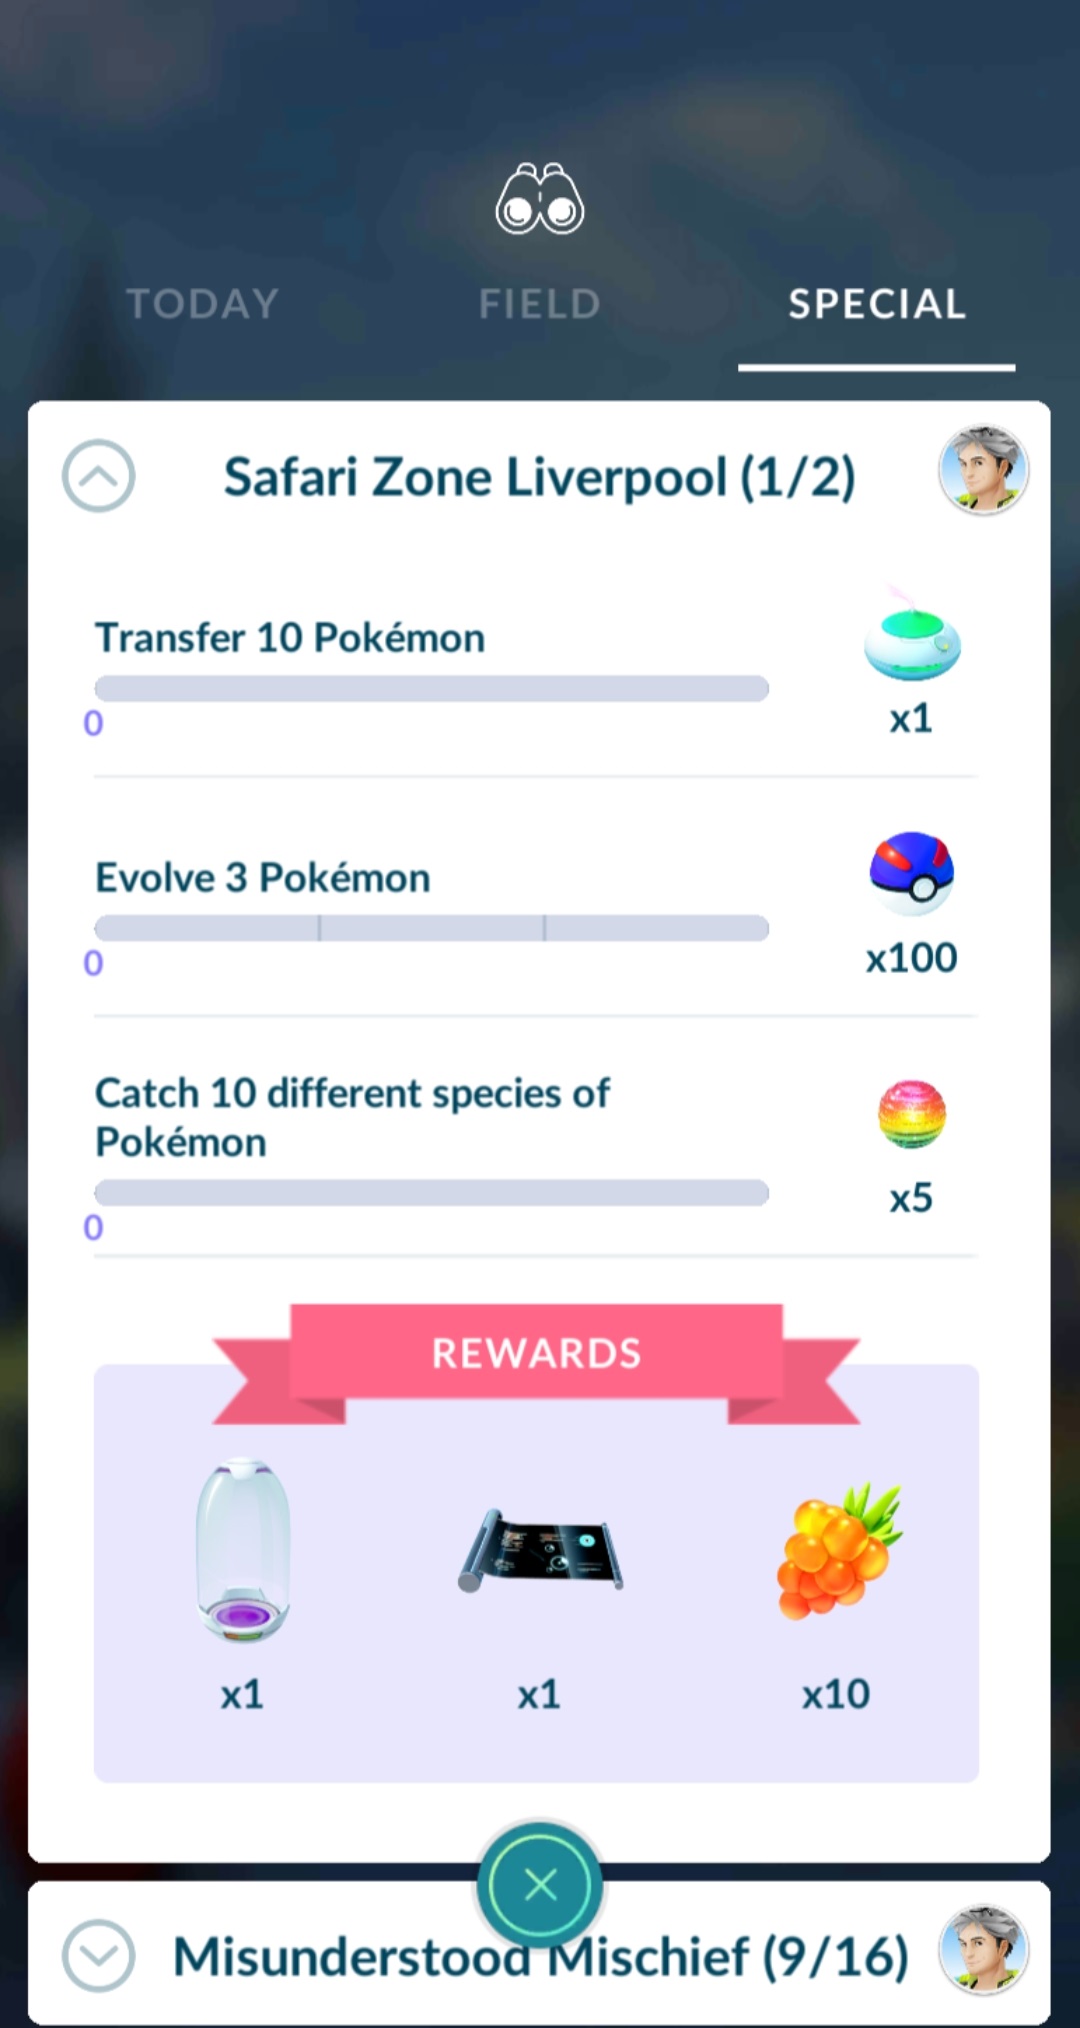 TODAY
FIELD
SPECIAL
Safari Zone Liverpool (1/2)
Transfer 10 Pokémon
0
x1
Evolve 3 Pokémon
0
x100
Catch 10 different species of
Pokémon
0
x5
REWARDS
x1
x1
x10
Misunderstood Mischief (9/16)